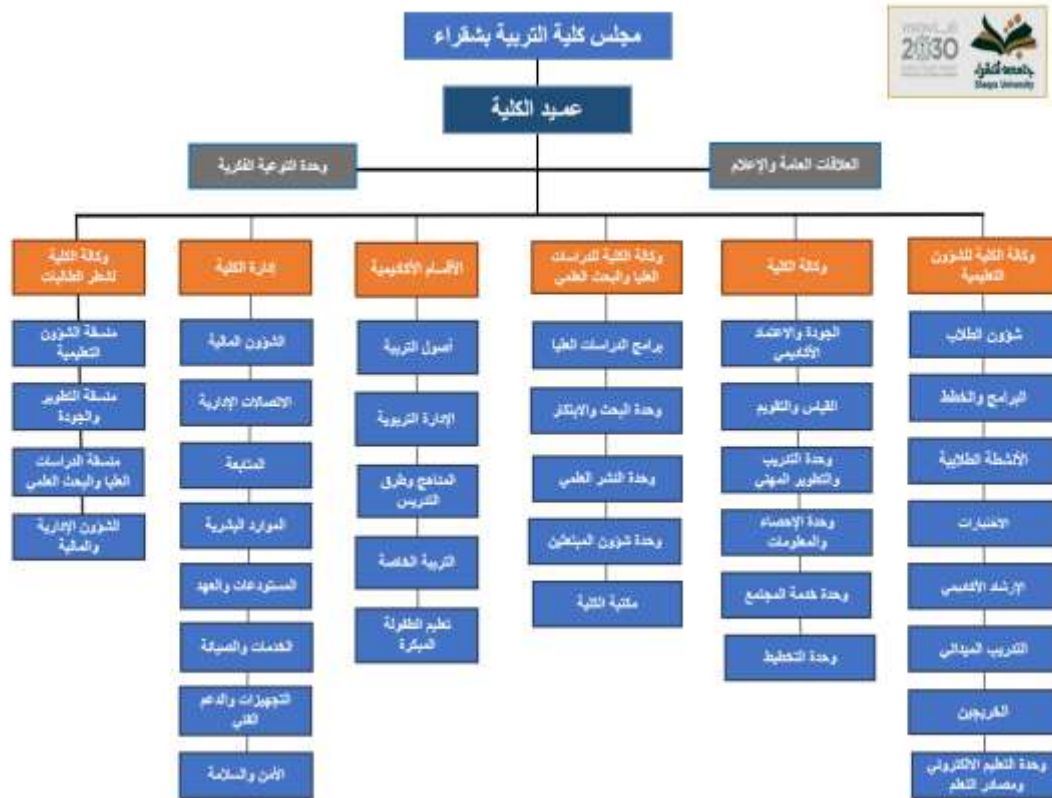 مجلس كلية التربية بشقراء
2030
جامعة شقراء
Shaqra University
عميد الكلية
العلاقات العامة والإعلام
وحدة التوعية الفكرية
وكالة الكلية للشؤون
التعليمية
شؤون الطلاب
البرامج والخطط
الأنشطة الطلابية
الاختبارات
الإرشاد الأكاديمي
التدريب الميداني
الخريجين
وحدة التعليم الالكتروني
ومصادر التعلم
وكالة الكلية
الجودة والاعتماد
الأكاديمي
القياس والتقويم
وحدة التدريب
والتطوير المهني
وحدة الإحصاء
والمعلومات
وحدة خدمة المجتمع
وحدة التخطيط
وكالة الكلية للدراسات
العليا والبحث العلمي
برامج الدراسات العليا
وحدة البحث والابتكار
وحدة النشر العلمي
وحدة شؤون المبتعثين
مكتبة الكلية
الأقسام الأكاديمية
أصول التربية
الإدارة التربوية
المناهج وطرق
التدريس
التربية الخاصة
تعليم الطفولة
المبكرة
إدارة الكلية
الشؤون المالية
الاتصالات الإدارية
المتابعة
الموارد البشرية
المستودعات والعهد
الخدمات والصيانة
التجهيزات والدعم
الفني
الأمن والسلامة
وكالة الكلية
لشطر الطالبات
منسقة الشؤون
التعليمية
منسقة التطوير
والجودة
منسقة الدراسات
العليا والبحث العلمي
الشؤون الإدارية
والمالية